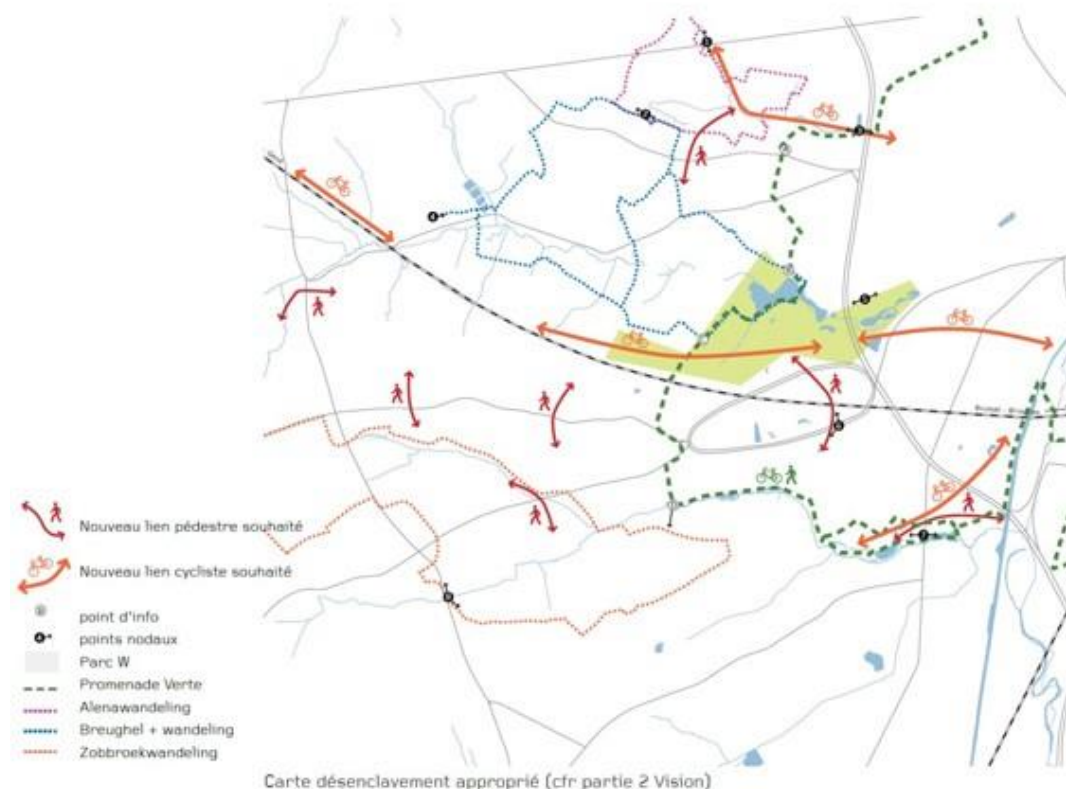 Nouveau lien pédestre souhaité
Nouveau lien cycliste souhaité
point d'info
points nodaux
Parc W
Promenade Verte
Alenawandeling
Breughel + wandeling
Zobbroekwandeling
Carte désenclavement approprié (cfr partie 2 Vision)